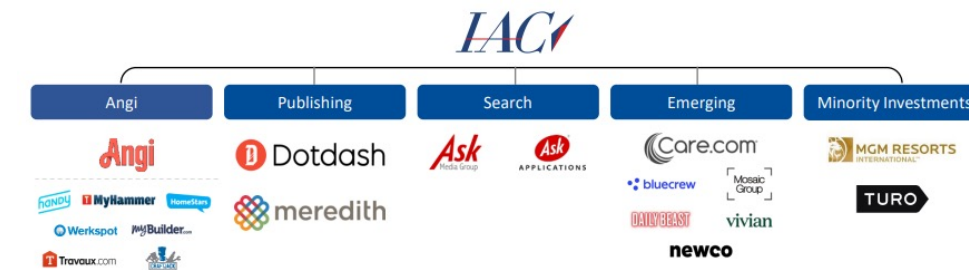 IAC
Angi
Publishing
Search
Emerging
Minority Investments
Angi
HANDY
MyHammer
HomeStars
Werkspot
MyBuilder.com
Travaux.com
Dotdash
meredith
Ask
Media Group
Ask
APPLICATIONS
Care.com
bluecrew
Mosaic
Group
DAILY BEAST
vivian
newco
MGM RESORTS
INTERNATIONAL™
TURO